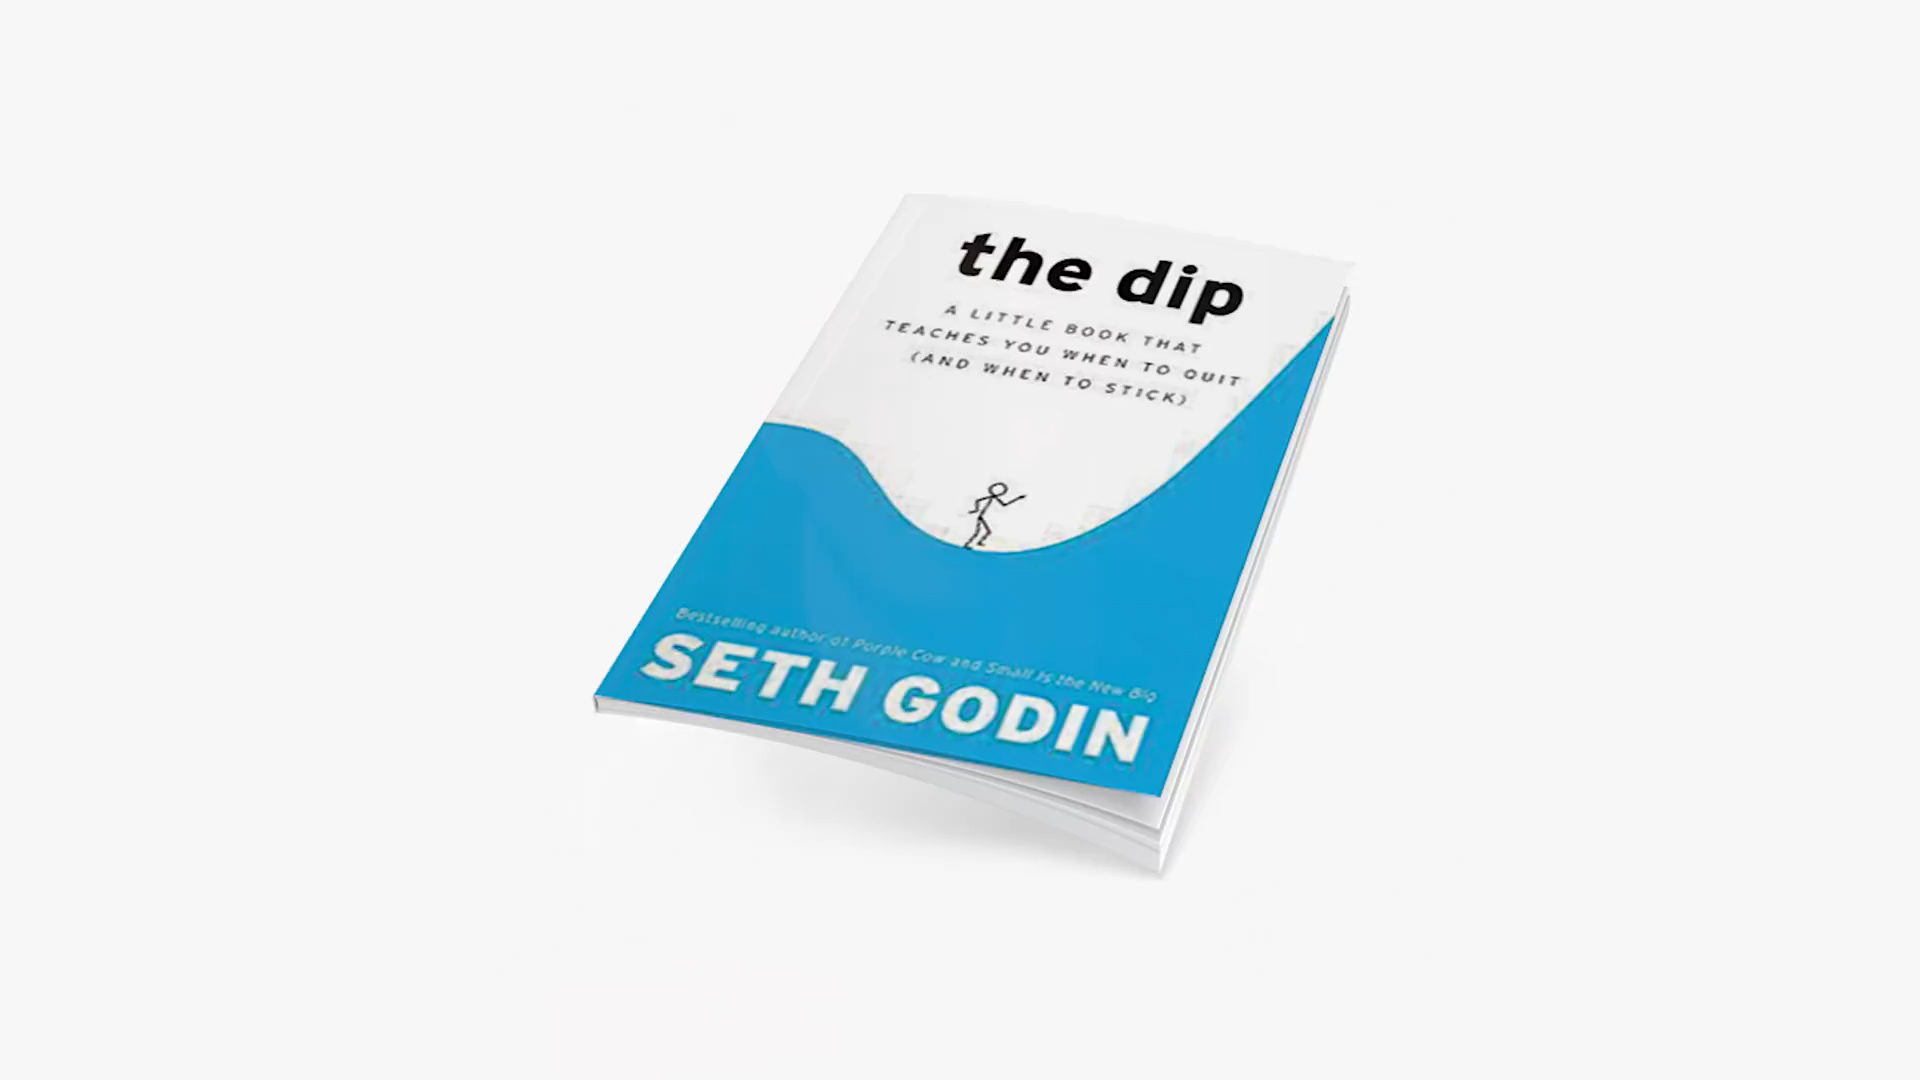 the dip
A LITTLE BOOK THAT
TEACHES YOU WHEN TO QUIT
(AND WHEN TO STICK)
Bestselling author of Purple Cow and Small Is the New Big
SETH GODIN